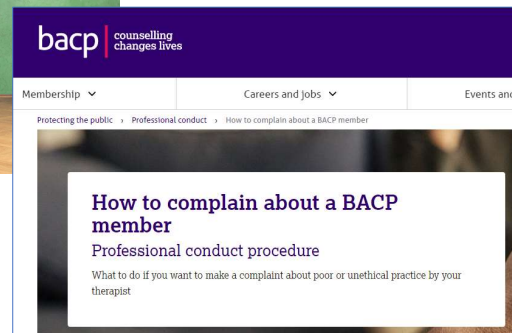 bacp
counselling
changes lives
Membership
Careers and jobs
Events and
Protecting the public › Professional conduct › How to complain about a BACP member
How to complain about a BACP
member
Professional conduct procedure
What to do if you want to make a complaint about poor or unethical practice by your
therapist